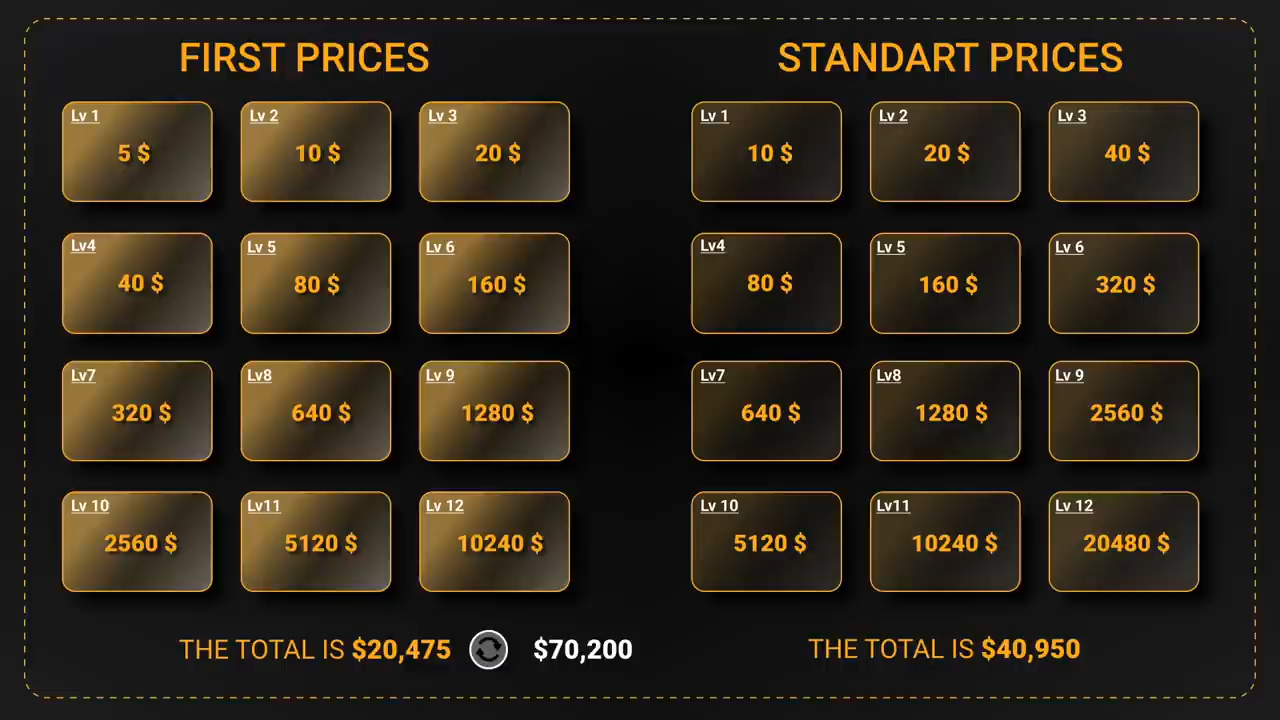 FIRST PRICES
Lv 1
5 $
Lv 2
10 $
Lv 3
20 $
Lv4
40 $
Lv 5
80 $
Lv 6
160 $
Lv7
320 $
Lv8
640 $
Lv 9
1280 $
Lv 10
2560 $
Lv11
5120 $
Lv 12
10240 $
THE TOTAL IS $20,475
$70,200
STANDART PRICES
Lv 1
10 $
Lv 2
20 $
Lv 3
40 $
Lv4
80 $
Lv 5
160 $
Lv 6
320 $
Lv7
640 $
Lv8
1280 $
Lv 9
2560 $
Lv 10
5120 $
Lv11
10240 $
Lv 12
20480 $
THE TOTAL IS $40,950